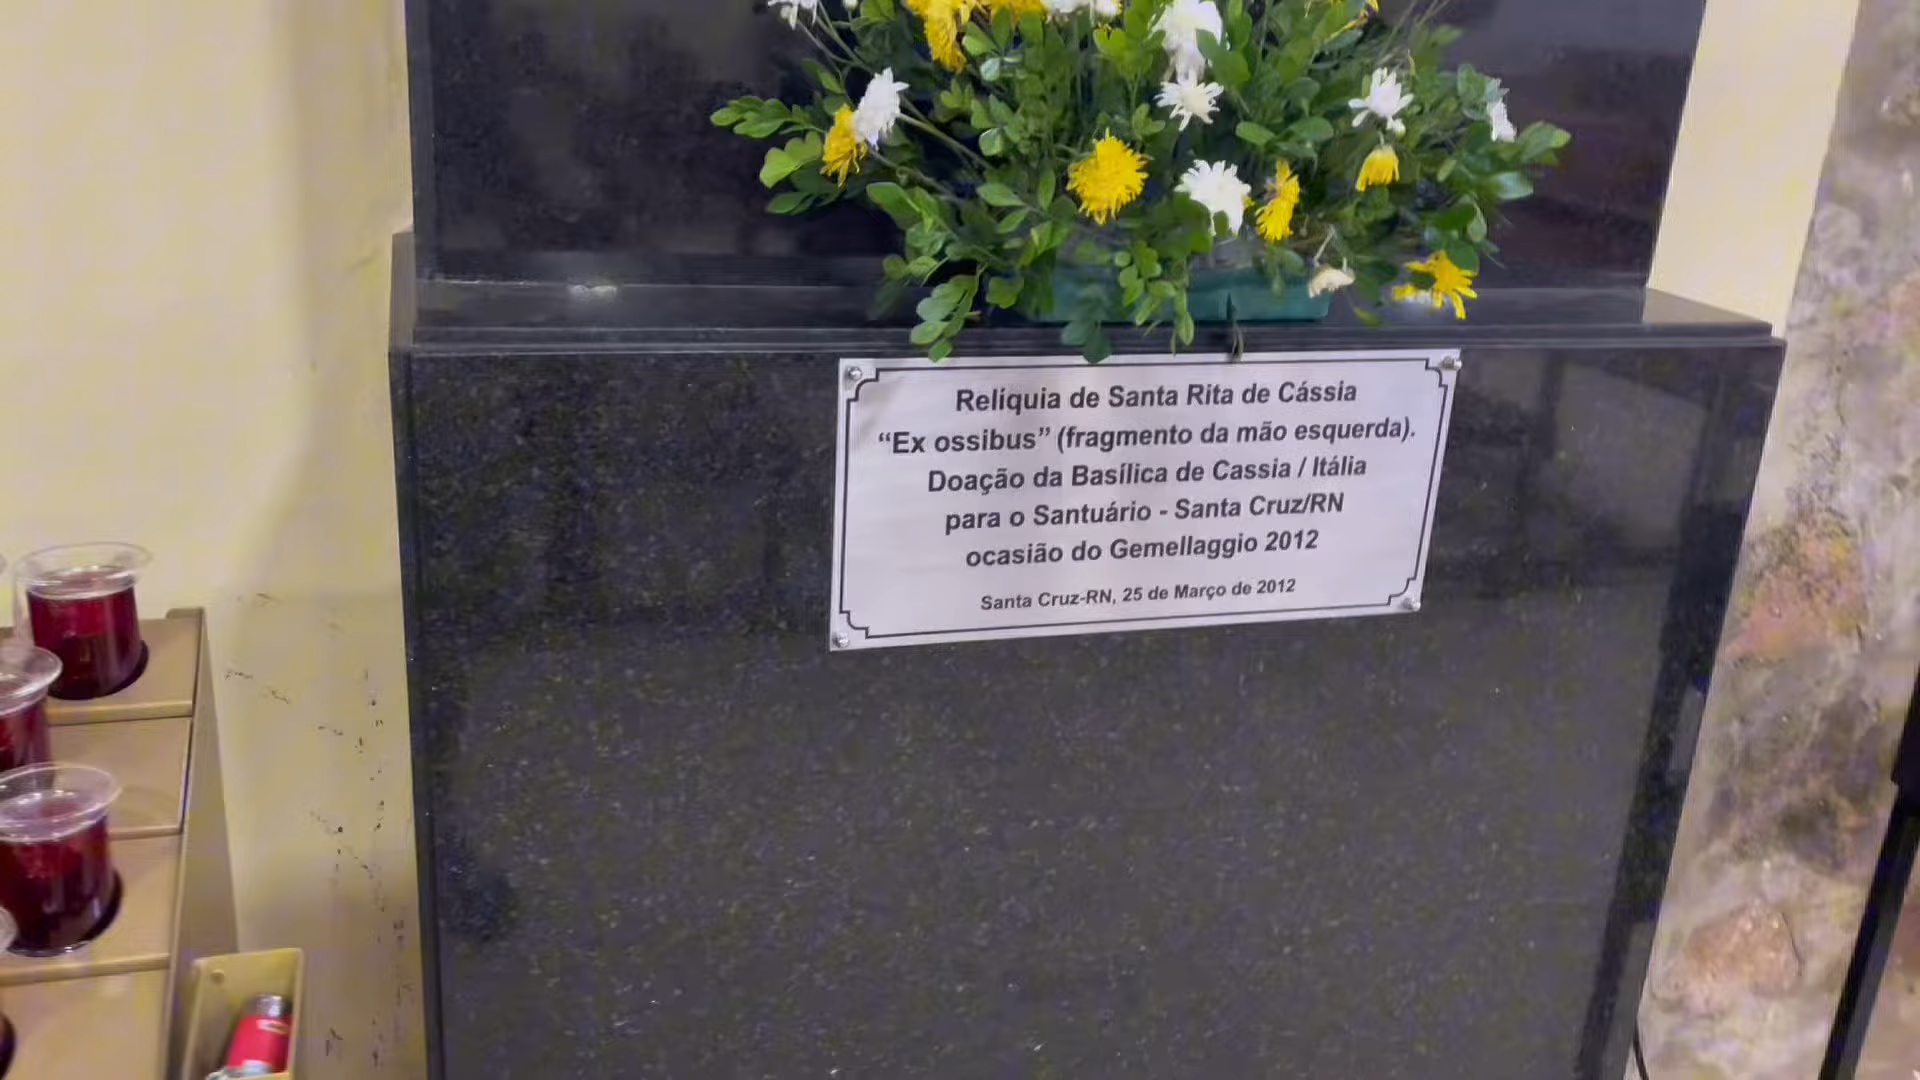 Relíquia de Santa Rita de Cássia
“Ex ossibus” (fragmento da mão esquerda).
Doação da Basílica de Cassia / Itália
para o Santuário - Santa Cruz/RN
ocasião do Gemellaggio 2012
Santa Cruz-RN, 25 de Março de 2012